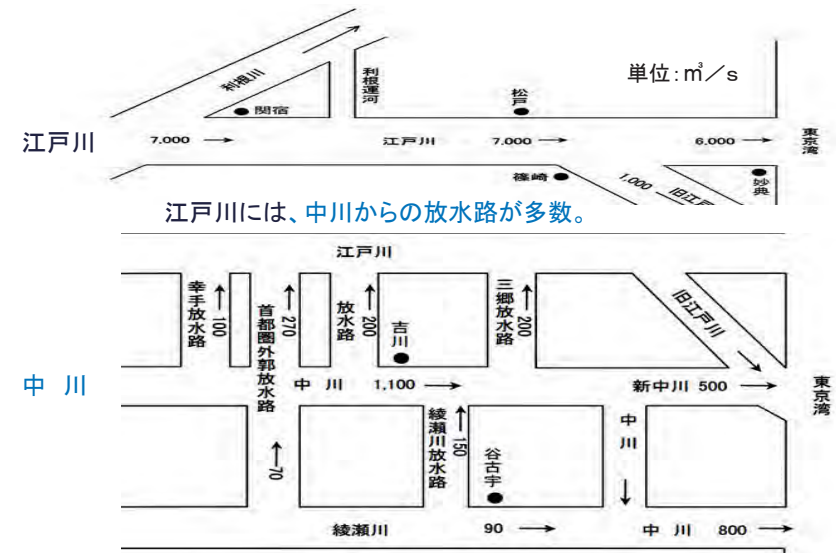 単位:㎥/s
利根川
利根運河
関宿
松戸
江戸川
7,000
江戸川
7,000
6,000
東京湾
篠崎
1,000
旧江戸
妙典
江戸川には、中川からの放水路が多数。
江戸川
幸手放水路
100
首都圏外郭放水路
270
放水路
200
吉川
三郷放水路
200
旧江戸川
中川
中川
1,100
新中川 500
東京湾
70
綾瀬川放水路
150
谷古宇
中川
綾瀬川
90
中川 800